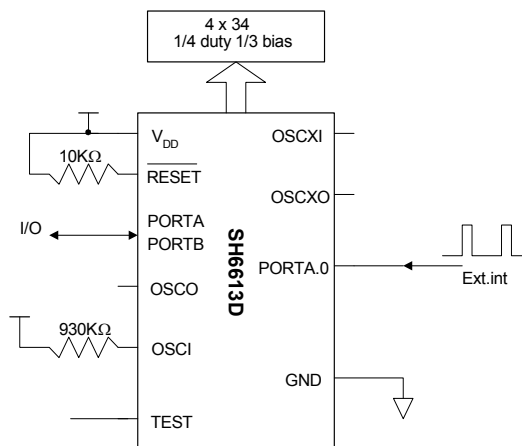 4 x 34
1/4 duty 1/3 bias
VDD
OSCXI
10KΩ
RESET
OSCXO
I/O
PORTA
PORTB
SH6613D
PORTA.0
Ext.int
OSCO
930KΩ
OSCI
GND
TEST